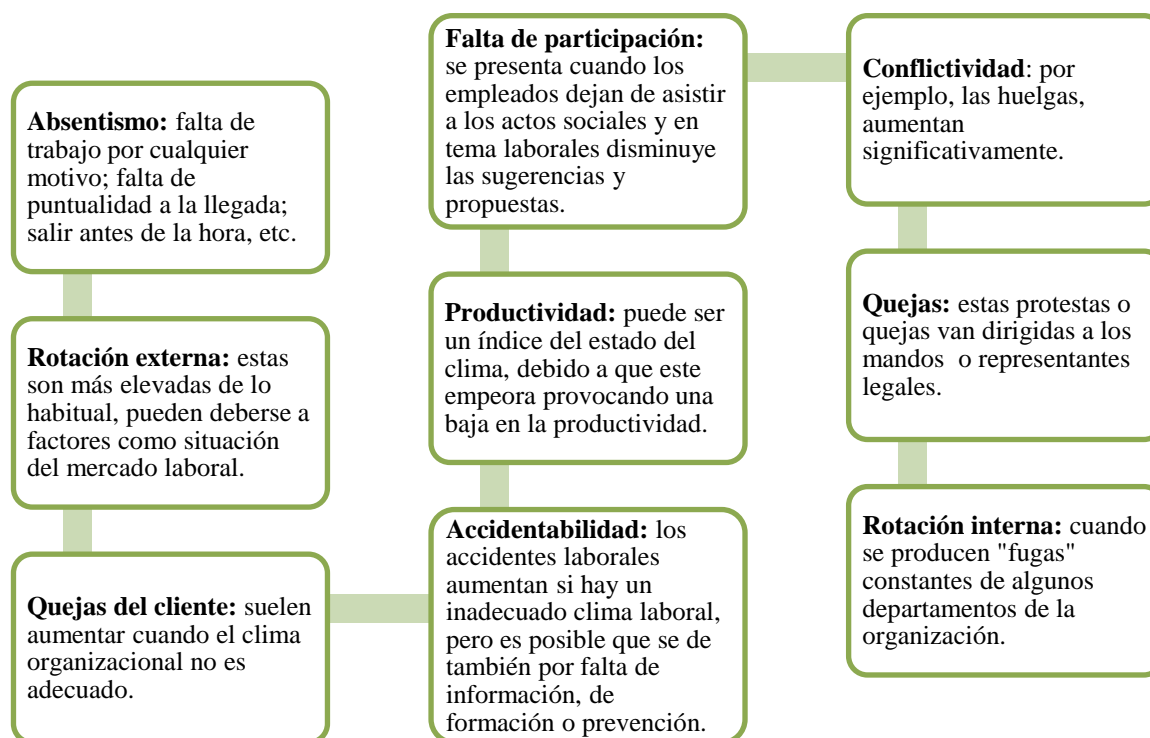 Absentismo: falta de
trabajo por cualquier
motivo; falta de
puntualidad a la llegada;
salir antes de la hora, etc.
Rotación externa: estas
son más elevadas de lo
habitual, pueden deberse a
factores como situación
del mercado laboral.
Quejas del cliente: suelen
aumentar cuando el clima
organizacional no es
adecuado.
Accidentabilidad: los
accidentes laborales
aumentan si hay un
inadecuado clima laboral,
pero es posible que se de
también por falta de
información, de
formación o prevención.
Productividad: puede ser
un índice del estado del
clima, debido a que este
empeora provocando una
baja en la productividad.
Falta de participación:
se presenta cuando los
empleados dejan de asistir
a los actos sociales y en
tema laborales disminuye
las sugerencias y
propuestas.
Conflictividad: por
ejemplo, las huelgas,
aumentan
significativamente.
Quejas: estas protestas o
quejas van dirigidas a los
mandos o representantes
legales.
Rotación interna: cuando
se producen "fugas"
constantes de algunos
departamentos de la
organización.